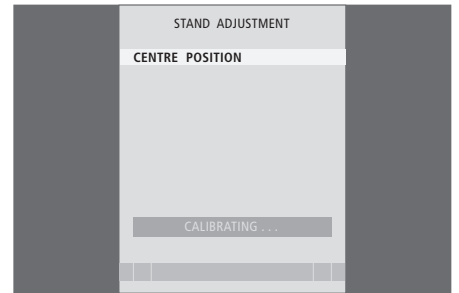 STAND ADJUSTMENT
CENTRE POSITION
CALIBRATING . . .